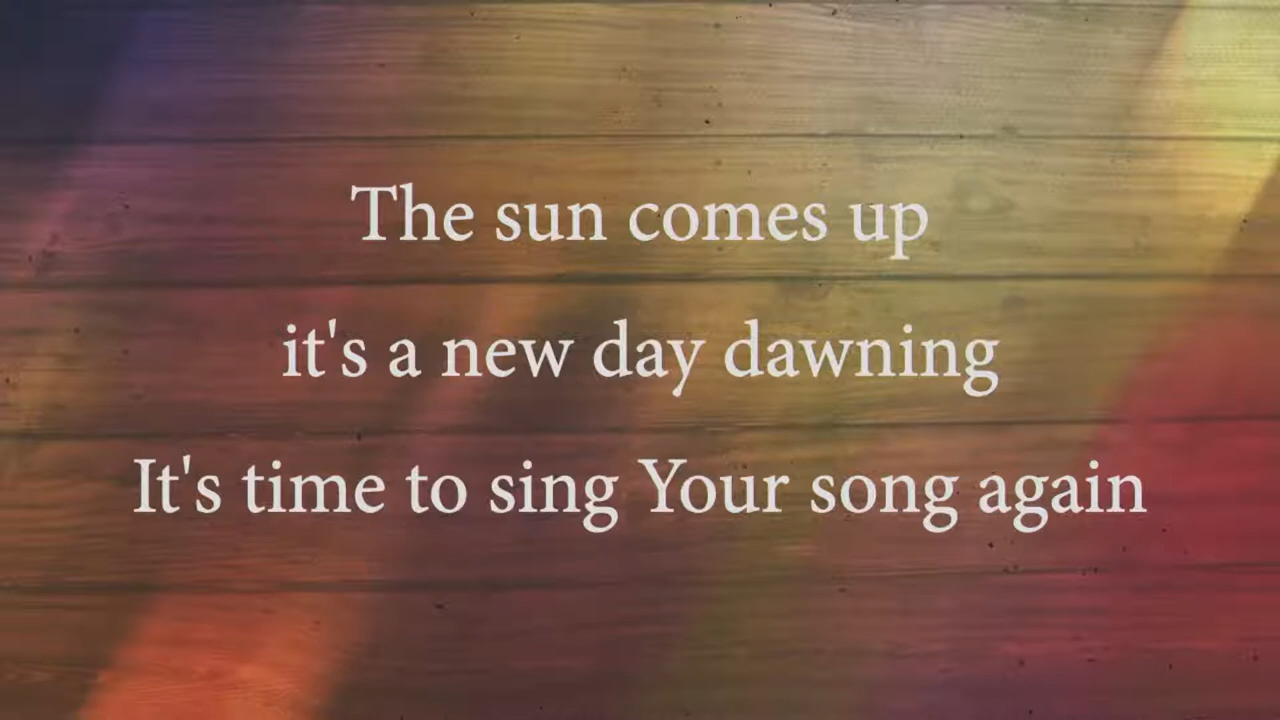 The sun comes up
it's a new day dawning
It's time to sing Your song again